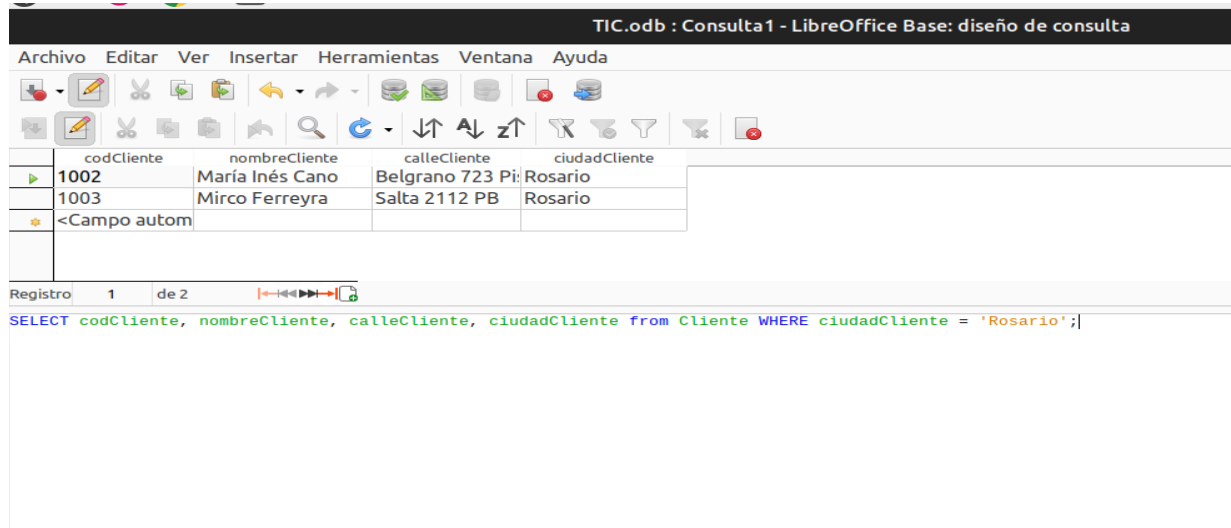 TIC.odb : Consulta1 - LibreOffice Base: diseño de consulta
Archivo Editar Ver Insertar Herramientas Ventana Ayuda
codCliente nombreCliente calleCliente ciudadCliente
1002 María Inés Cano Belgrano 723 Pi Rosario
1003 Mirco Ferreyra Salta 2112 PB Rosario
<Campo autom
Registro 1 de 2
SELECT codCliente, nombreCliente, calleCliente, ciudadCliente from Cliente WHERE ciudadCliente = 'Rosario';